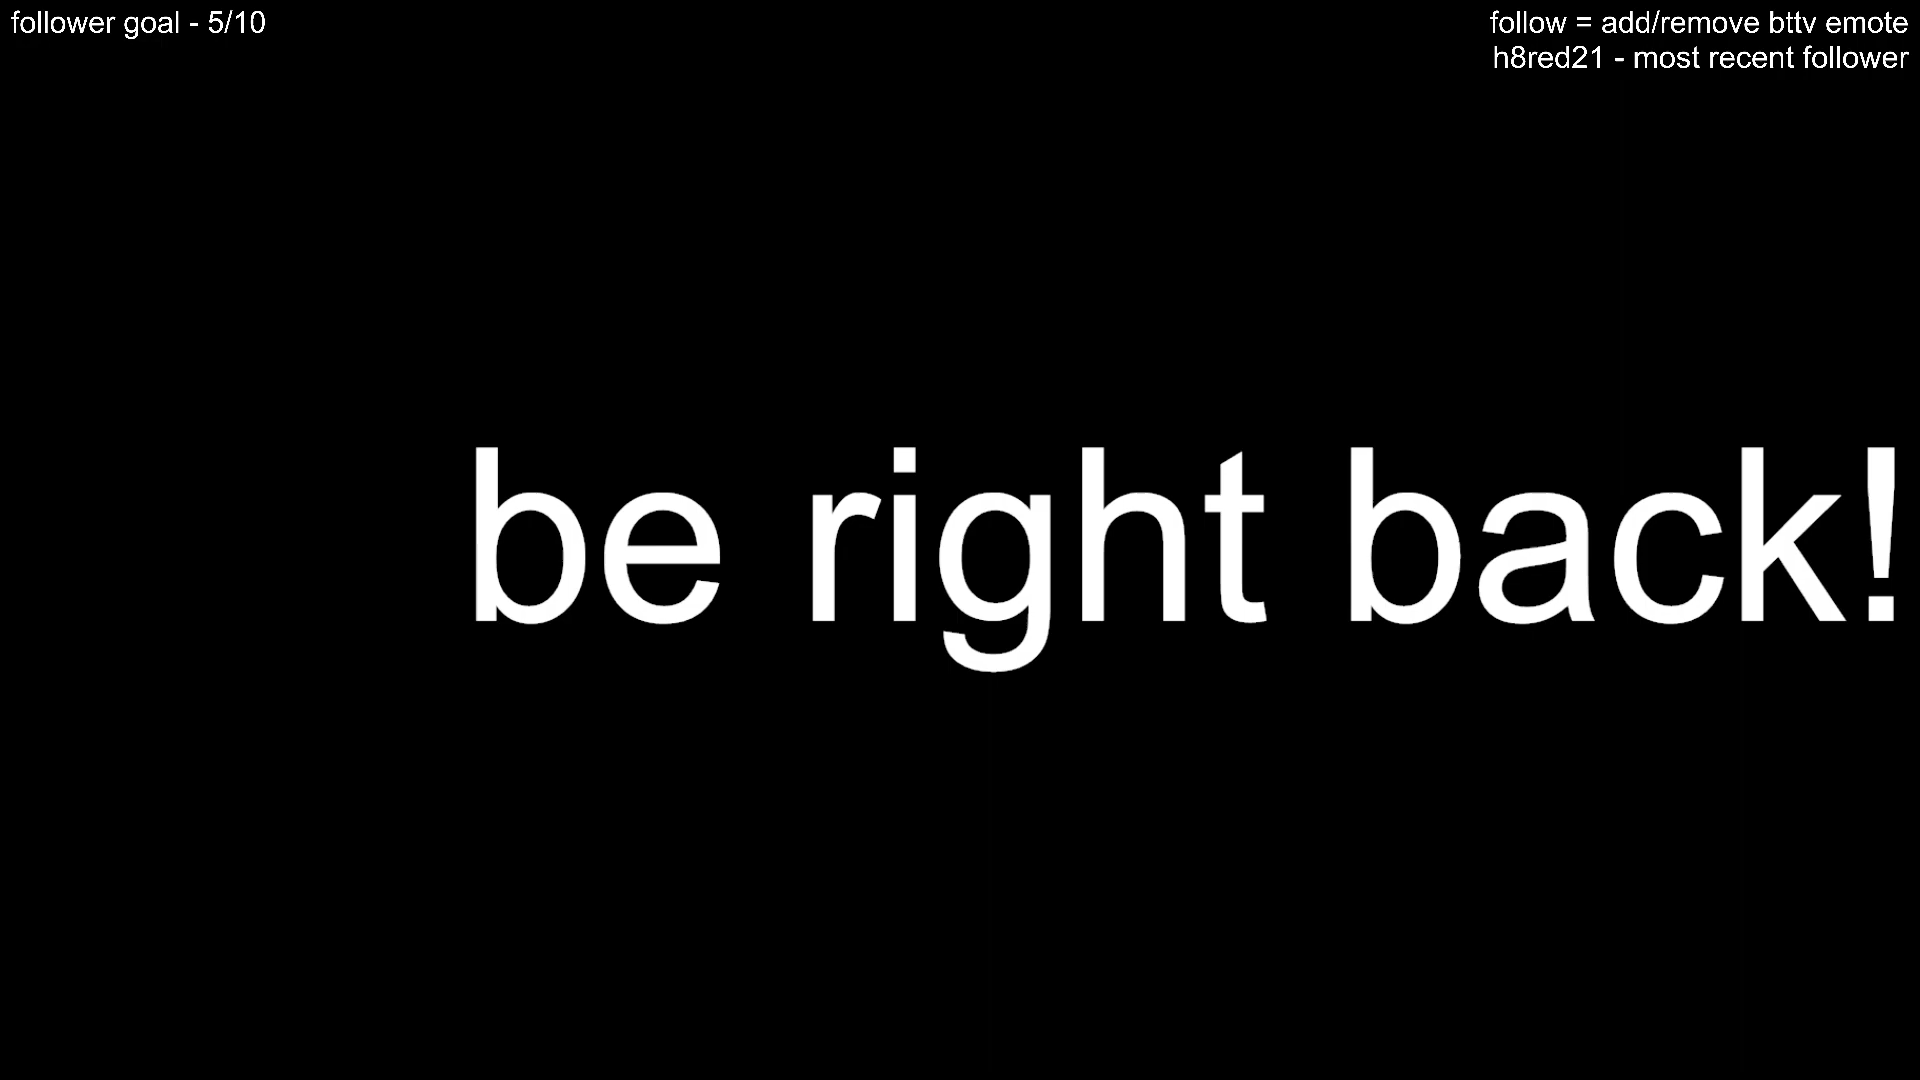 follower goal - 5/10
follow = add/remove bttv emote
h8red21 - most recent follower
be right back!